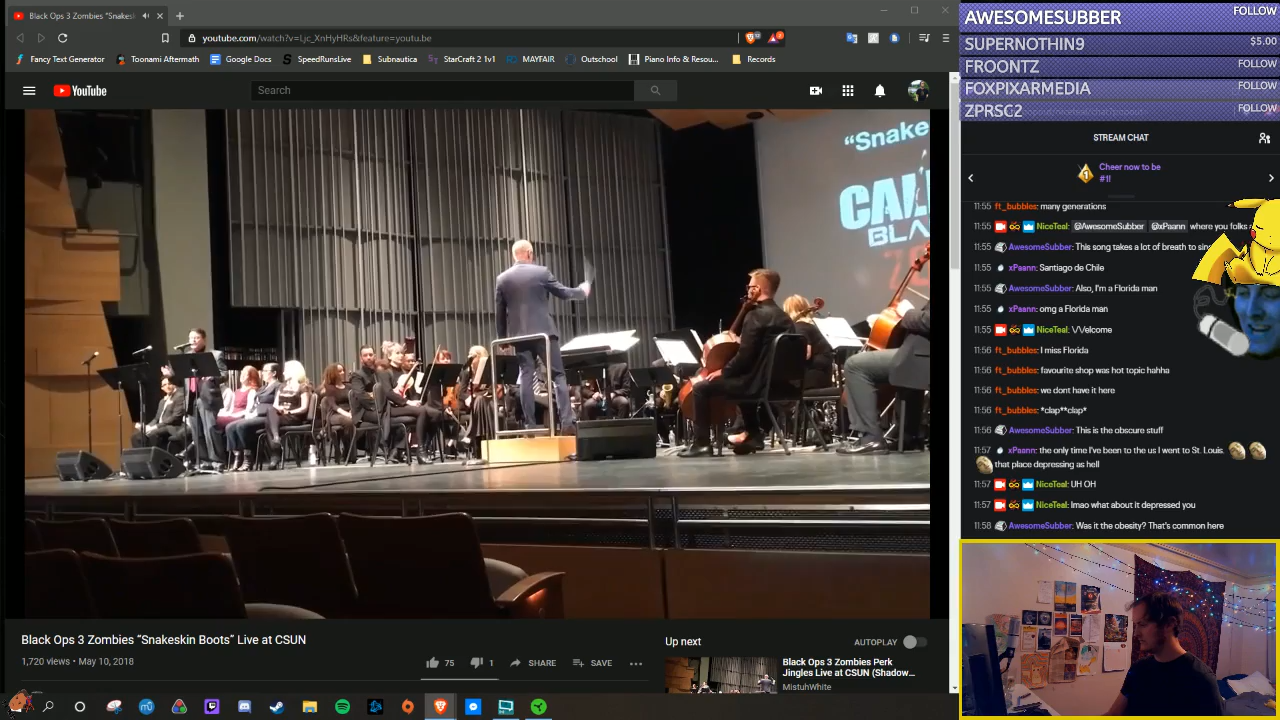 Black Ops 3 Zombies "Snakes
youtube.com/watch?v=Ljc_XnHyHRs&feature=youtu.be
Fancy Text Generator
Toonami Aftermath
Google Docs
SpeedRunsLive
Subnautica
StarCraft 2 1v1
MAYFAIR
Outschool
Piano Info & Resou...
Records
YouTube
Search
"Snake
CAL
BLA
Black Ops 3 Zombies "Snakeskin Boots" Live at CSUN
1,720 views • May 10, 2018
75
1
SHARE
SAVE
Up next
AUTOPLAY
Black Ops 3 Zombies Perk
Jingles Live at CSUN (Shadow...
MistuhWhite
AWESOMESUBBER FOLLOW
SUPERNOTHIN9 $5.00
FROONTZ FOLLOW
FOXPIXARMEDIA FOLLOW
ZPRSC2 FOLLOW
STREAM CHAT
Cheer now to be
#1!
11:55 ft_bubbles: many generations
11:55 NiceTeal: @AwesomeSubber @xPaann where you folks
11:55 AwesomeSubber: This song takes a lot of breath to
11:55 xPaann: Santiago de Chile
11:55 AwesomeSubber: Also, I'm a Florida man
11:55 xPaann: omg a Florida man
11:55 NiceTeal: \/\/elcome
11:56 ft_bubbles: I miss Florida
11:56 ft_bubbles: favourite shop was hot topic hahha
11:56 ft_bubbles: we dont have it here
11:56 ft_bubbles: *clap**clap*
11:56 AwesomeSubber: This is the obscure stuff
11:57 xPaann: the only time I've been to the us I went to St. Louis.
that place depressing as hell
11:57 NiceTeal: UH OH
11:57 NiceTeal: lmao what about it depressed you
11:58 AwesomeSubber: Was it the obesity? That's common here